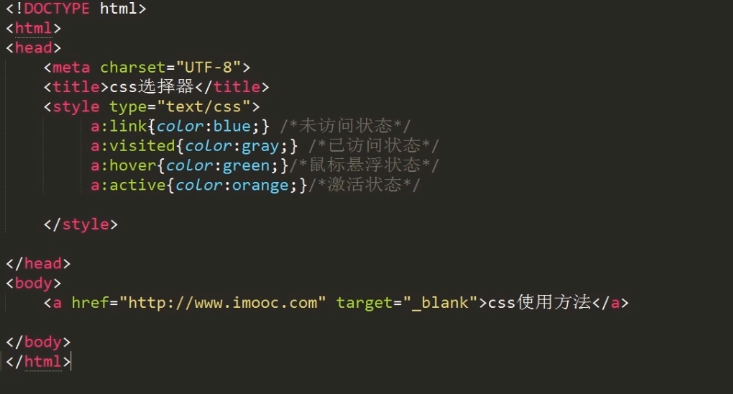 <!DOCTYPE html>
<html>
<head>
<meta charset="UTF-8">
<title>css选择器</title>
<style type="text/css">
a:link{color:blue;} /*未访问状态*/
a:visited{color:gray;} /*已访问状态*/
a:hover{color:green;}/*鼠标悬浮状态*/
a:active{color:orange;}/*激活状态*/
</style>
</head>
<body>
<a href="http://www.imooc.com" target="_blank">css使用方法</a>
</body>
</html>